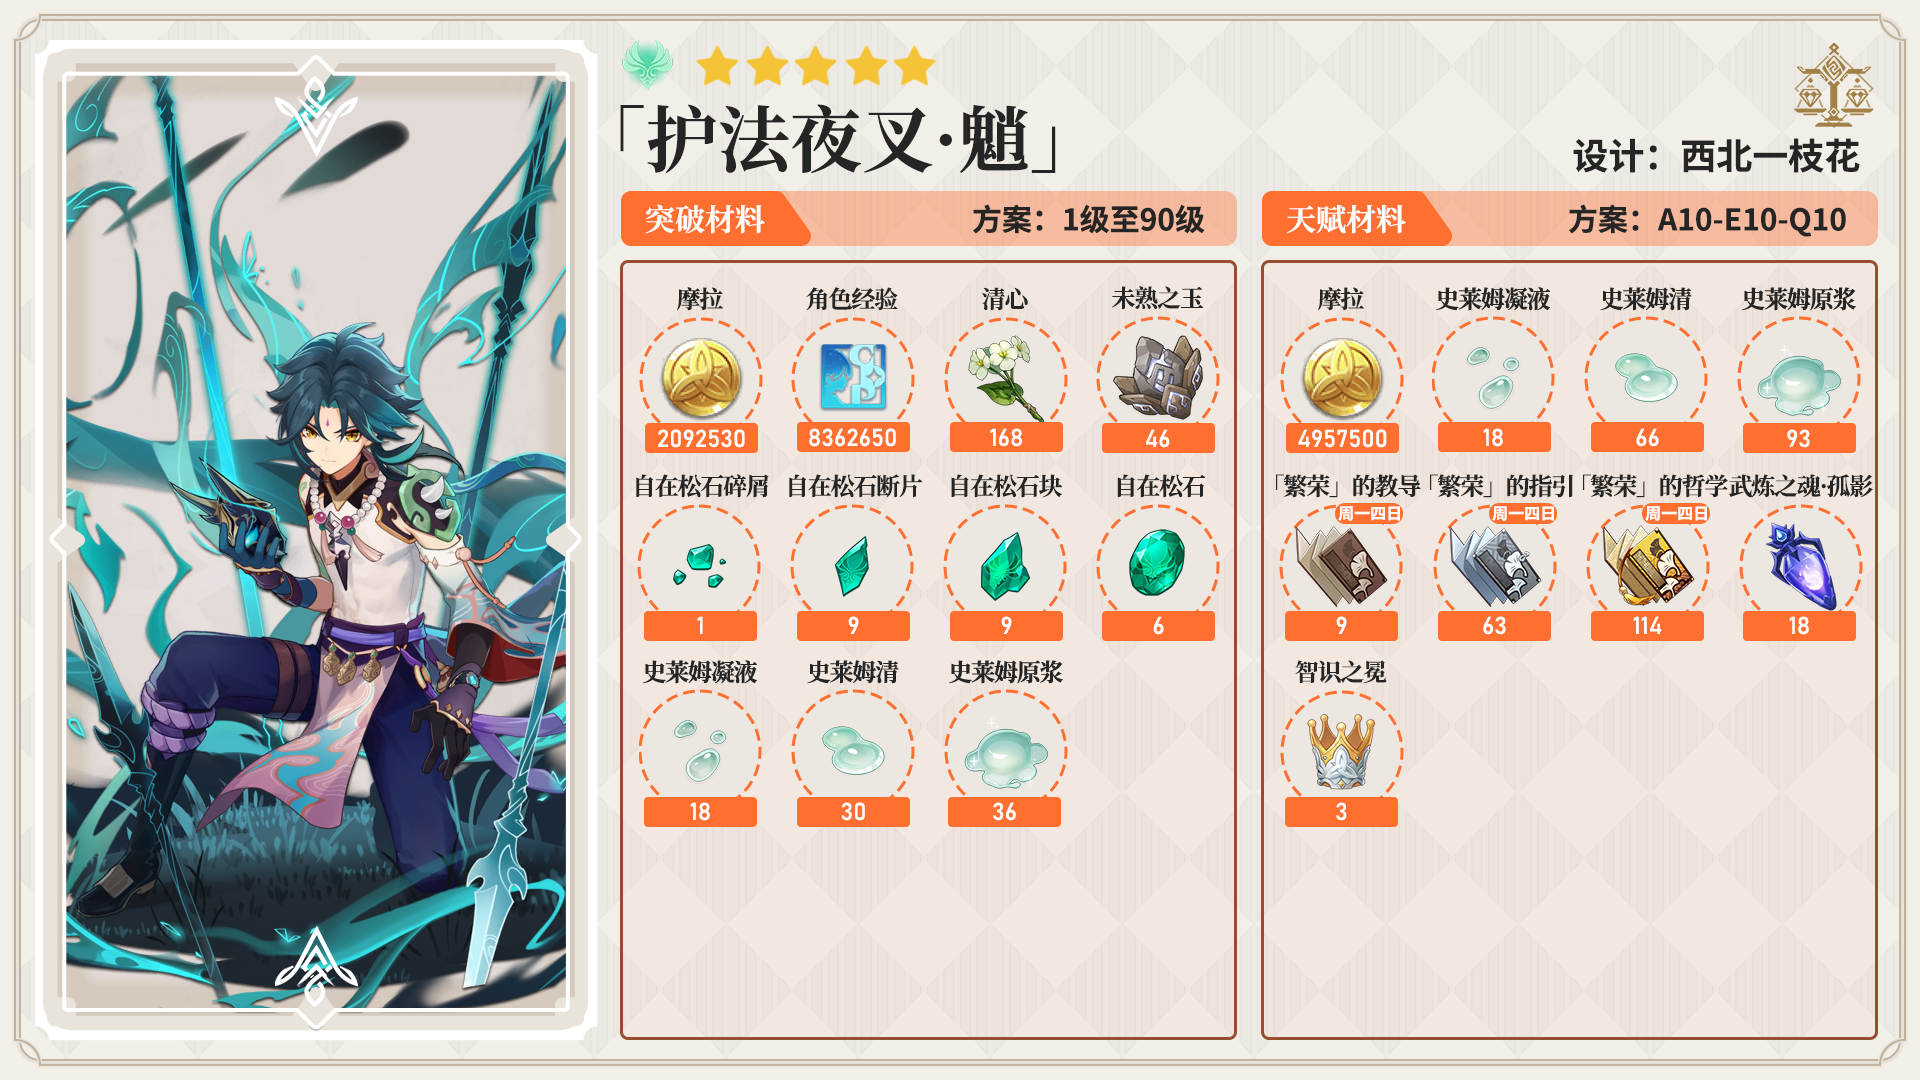 「护法夜叉·魈」
设计：西北一枝花
突破材料
方案：1级至90级
摩拉
角色经验
清心
未熟之玉
2092530
8362650
168
46
自在松石碎屑
自在松石断片
自在松石块
自在松石
1
9
9
6
史莱姆凝液
史莱姆清
史莱姆原浆
18
30
36
天赋材料
方案：A10-E10-Q10
摩拉
史莱姆凝液
史莱姆清
史莱姆原浆
4957500
18
66
93
「繁荣」的教导
「繁荣」的指引
「繁荣」的哲学
武炼之魂·孤影
周一四日
周一四日
周一四日
9
63
114
18
智识之冕
3